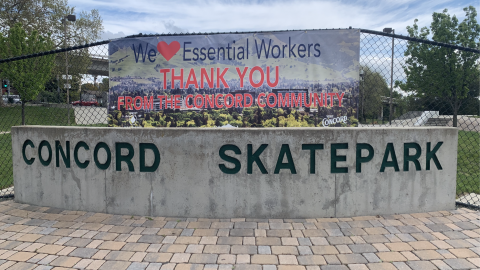 We ❤ Essential Workers
THANK YOU
FROM THE CONCORD COMMUNITY
CONCORD
CONCORD SKATEPARK